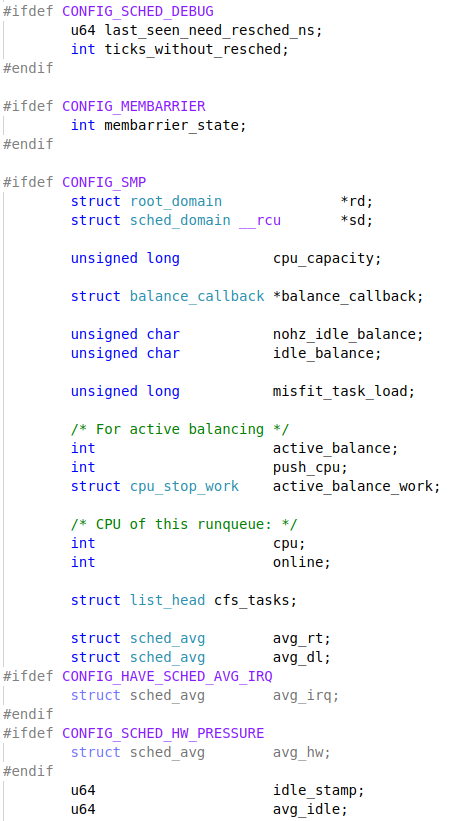 #ifdef CONFIG_SCHED_DEBUG
        u64 last_seen_need_resched_ns;
        int ticks_without_resched;
#endif

#ifdef CONFIG_MEMBARRIER
        int membarrier_state;
#endif

#ifdef CONFIG_SMP
        struct root_domain              *rd;
        struct sched_domain __rcu       *sd;

        unsigned long           cpu_capacity;

        struct balance_callback *balance_callback;

        unsigned char           nohz_idle_balance;
        unsigned char           idle_balance;

        unsigned long           misfit_task_load;

        /* For active balancing */
        int                     active_balance;
        int                     push_cpu;
        struct cpu_stop_work    active_balance_work;

        /* CPU of this runqueue: */
        int                     cpu;
        int                     online;

        struct list_head cfs_tasks;

        struct sched_avg        avg_rt;
        struct sched_avg        avg_dl;
#ifdef CONFIG_HAVE_SCHED_AVG_IRQ
        struct sched_avg        avg_irq;
#endif
#ifdef CONFIG_SCHED_HW_PRESSURE
        struct sched_avg        avg_hw;
#endif
        u64                     idle_stamp;
        u64                     avg_idle;